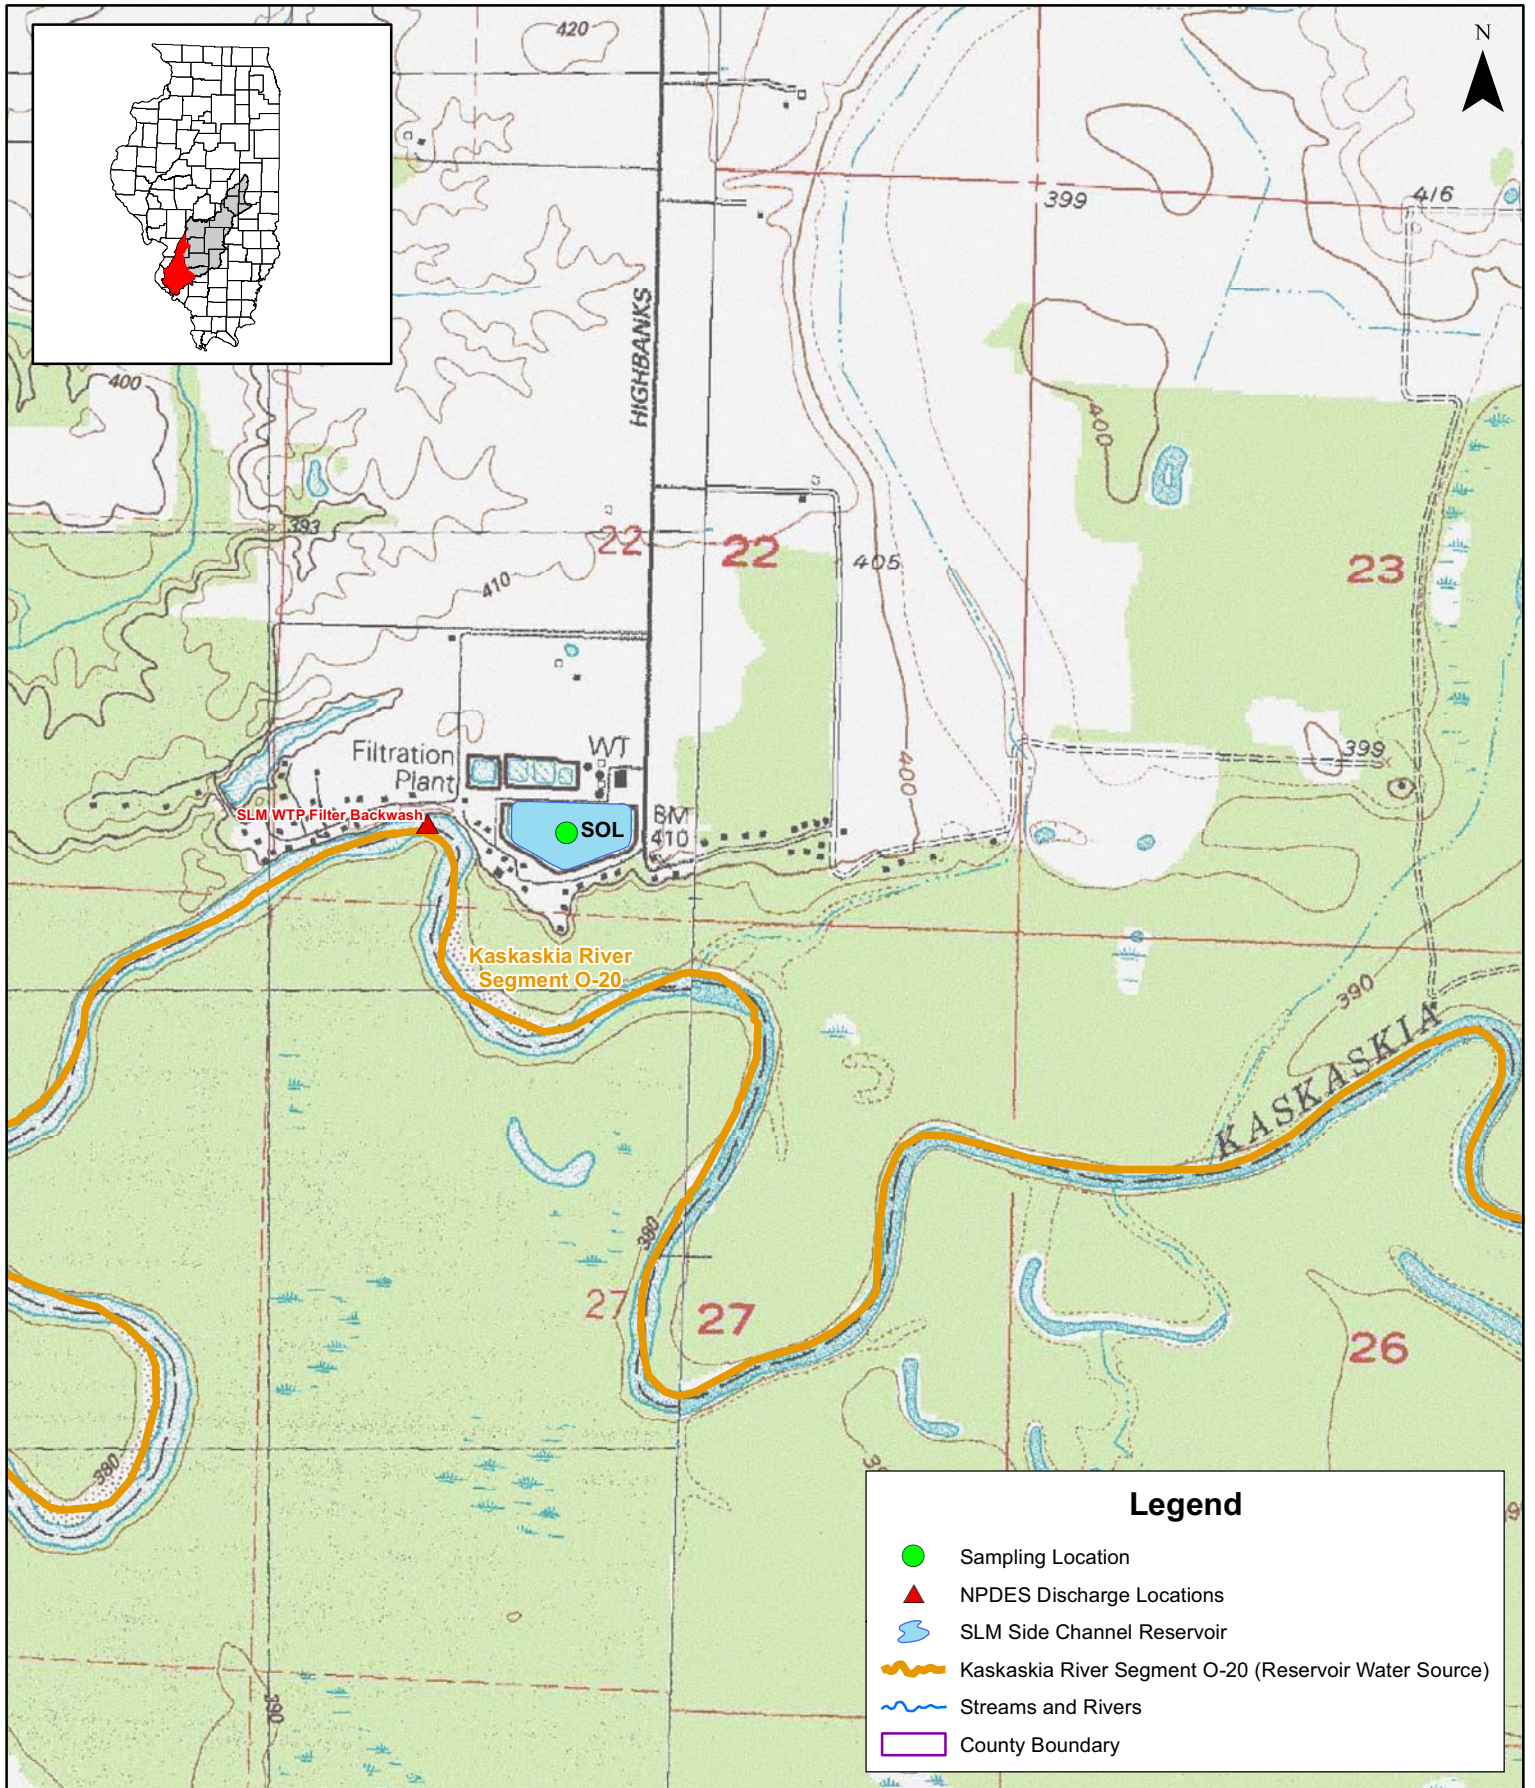 420
N
399
416
HIGHBANKS
400
400
393
22
22
405
23
410
Filtration
Plant
WT
399
400
SLM WTP Filter Backwash
SOL
BM
410
Kaskaskia River
Segment O-20
390
KASKASKIA
380
27
27
26
380
390
Legend
Sampling Location
NPDES Discharge Locations
SLM Side Channel Reservoir
Kaskaskia River Segment O-20 (Reservoir Water Source)
Streams and Rivers
County Boundary